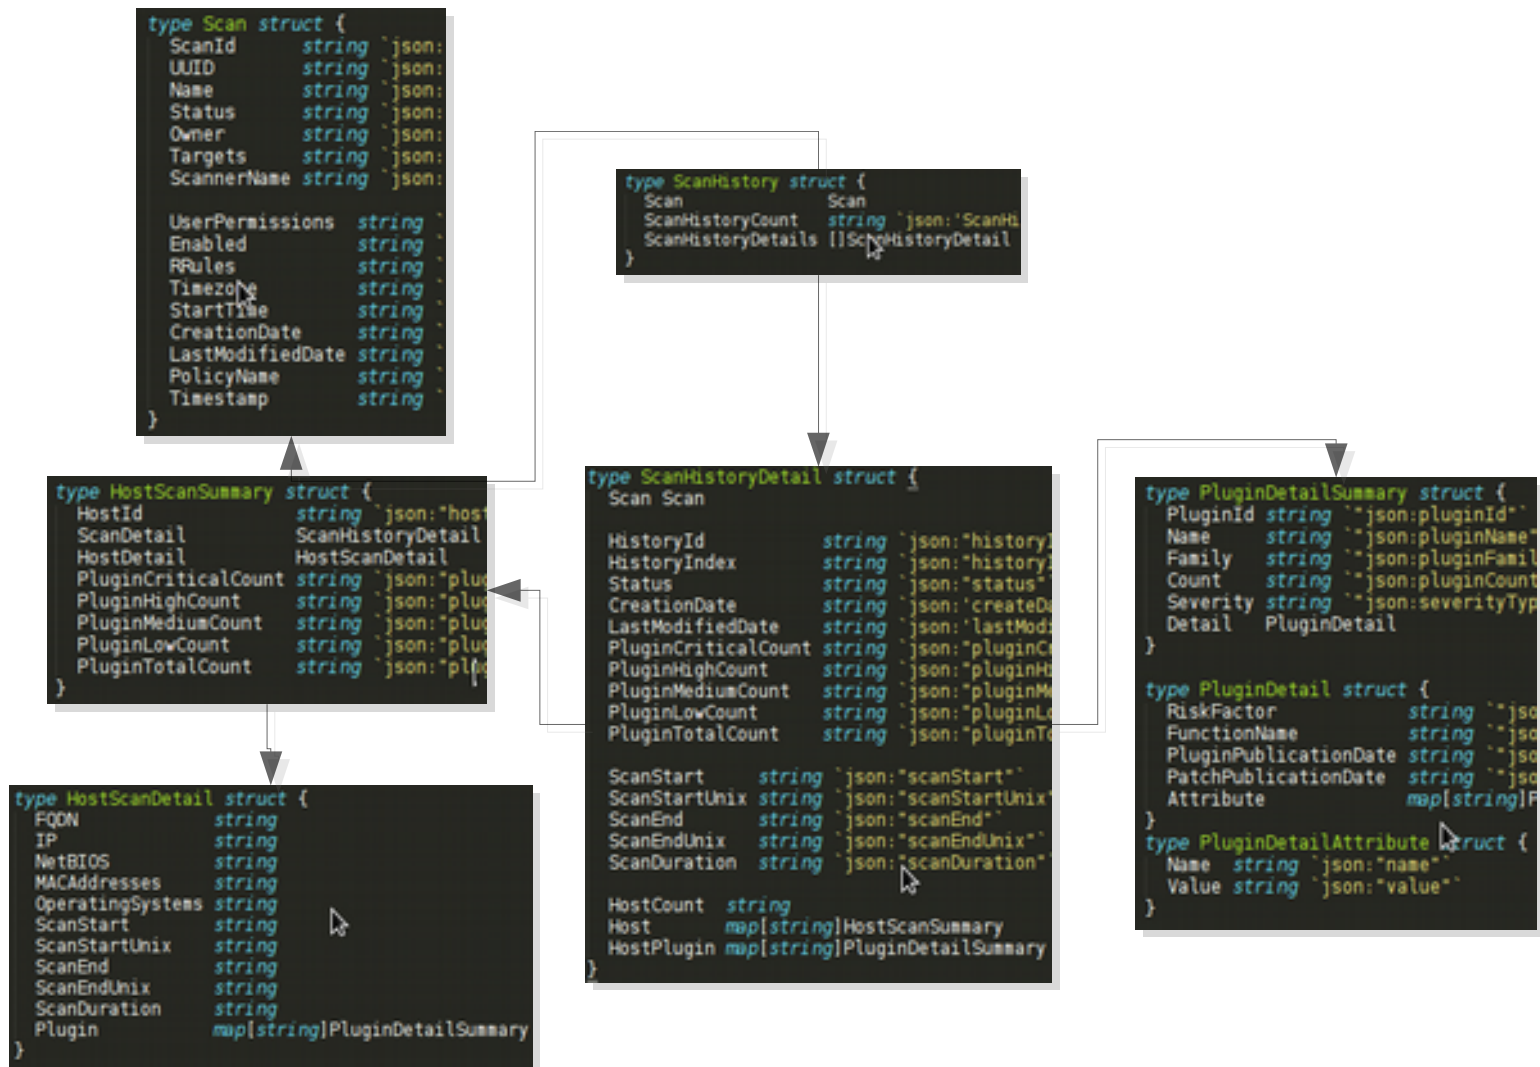 type Scan struct {
ScanId string `json:
UUID string `json:
Name string `json:
Status string `json:
Owner string `json:
Targets string `json:
ScannerName string `json:
UserPermissions string `
Enabled string `
RRules string `
Timezone string `
StartTime string `
CreationDate string `
LastModifiedDate string `
PolicyName string `
Timestamp string `
}
type ScanHistory struct {
Scan Scan
ScanHistoryCount string `json:'ScanHi
ScanHistoryDetails []ScanHistoryDetail
}
type HostScanSummary struct {
HostId string `json:"host
ScanDetail ScanHistoryDetail
HostDetail HostScanDetail
PluginCriticalCount string `json:"plug
PluginHighCount string `json:"plug
PluginMediumCount string `json:"plug
PluginLowCount string `json:"plug
PluginTotalCount string `json:"plug
}
type HostScanDetail struct {
FQDN string
IP string
NetBIOS string
MACAddresses string
OperatingSystems string
ScanStart string
ScanStartUnix string
ScanEnd string
ScanEndUnix string
ScanDuration string
Plugin map[string]PluginDetailSummary
}
type ScanHistoryDetail struct {
Scan Scan
HistoryId string `json:"historyI
HistoryIndex string `json:"historyI
Status string `json:"status"`
CreationDate string `json:'createDa
LastModifiedDate string `json:'lastModi
PluginCriticalCount string `json:"pluginCr
PluginHighCount string `json:"pluginHi
PluginMediumCount string `json:"pluginMe
PluginLowCount string `json:"pluginLo
PluginTotalCount string `json:"pluginTo
ScanStart string `json:"scanStart"`
ScanStartUnix string `json:"scanStartUnix"
ScanEnd string `json:"scanEnd"`
ScanEndUnix string `json:"scanEndUnix"`
ScanDuration string `json:"scanDuration"`
HostCount string
Host map[string]HostScanSummary
HostPlugin map[string]PluginDetailSummary
}
type PluginDetailSummary struct {
PluginId string `"json:pluginId"`
Name string `"json:pluginName"
Family string `"json:pluginFamil
Count string `"json:pluginCount
Severity string `"json:severityTyp
Detail PluginDetail
}
type PluginDetail struct {
RiskFactor string `"jso
FunctionName string `"jso
PluginPublicationDate string `"jso
PatchPublicationDate string `"jso
Attribute map[string]P
}
type PluginDetailAttribute struct {
Name string `json:"name"`
Value string `json:"value"`
}